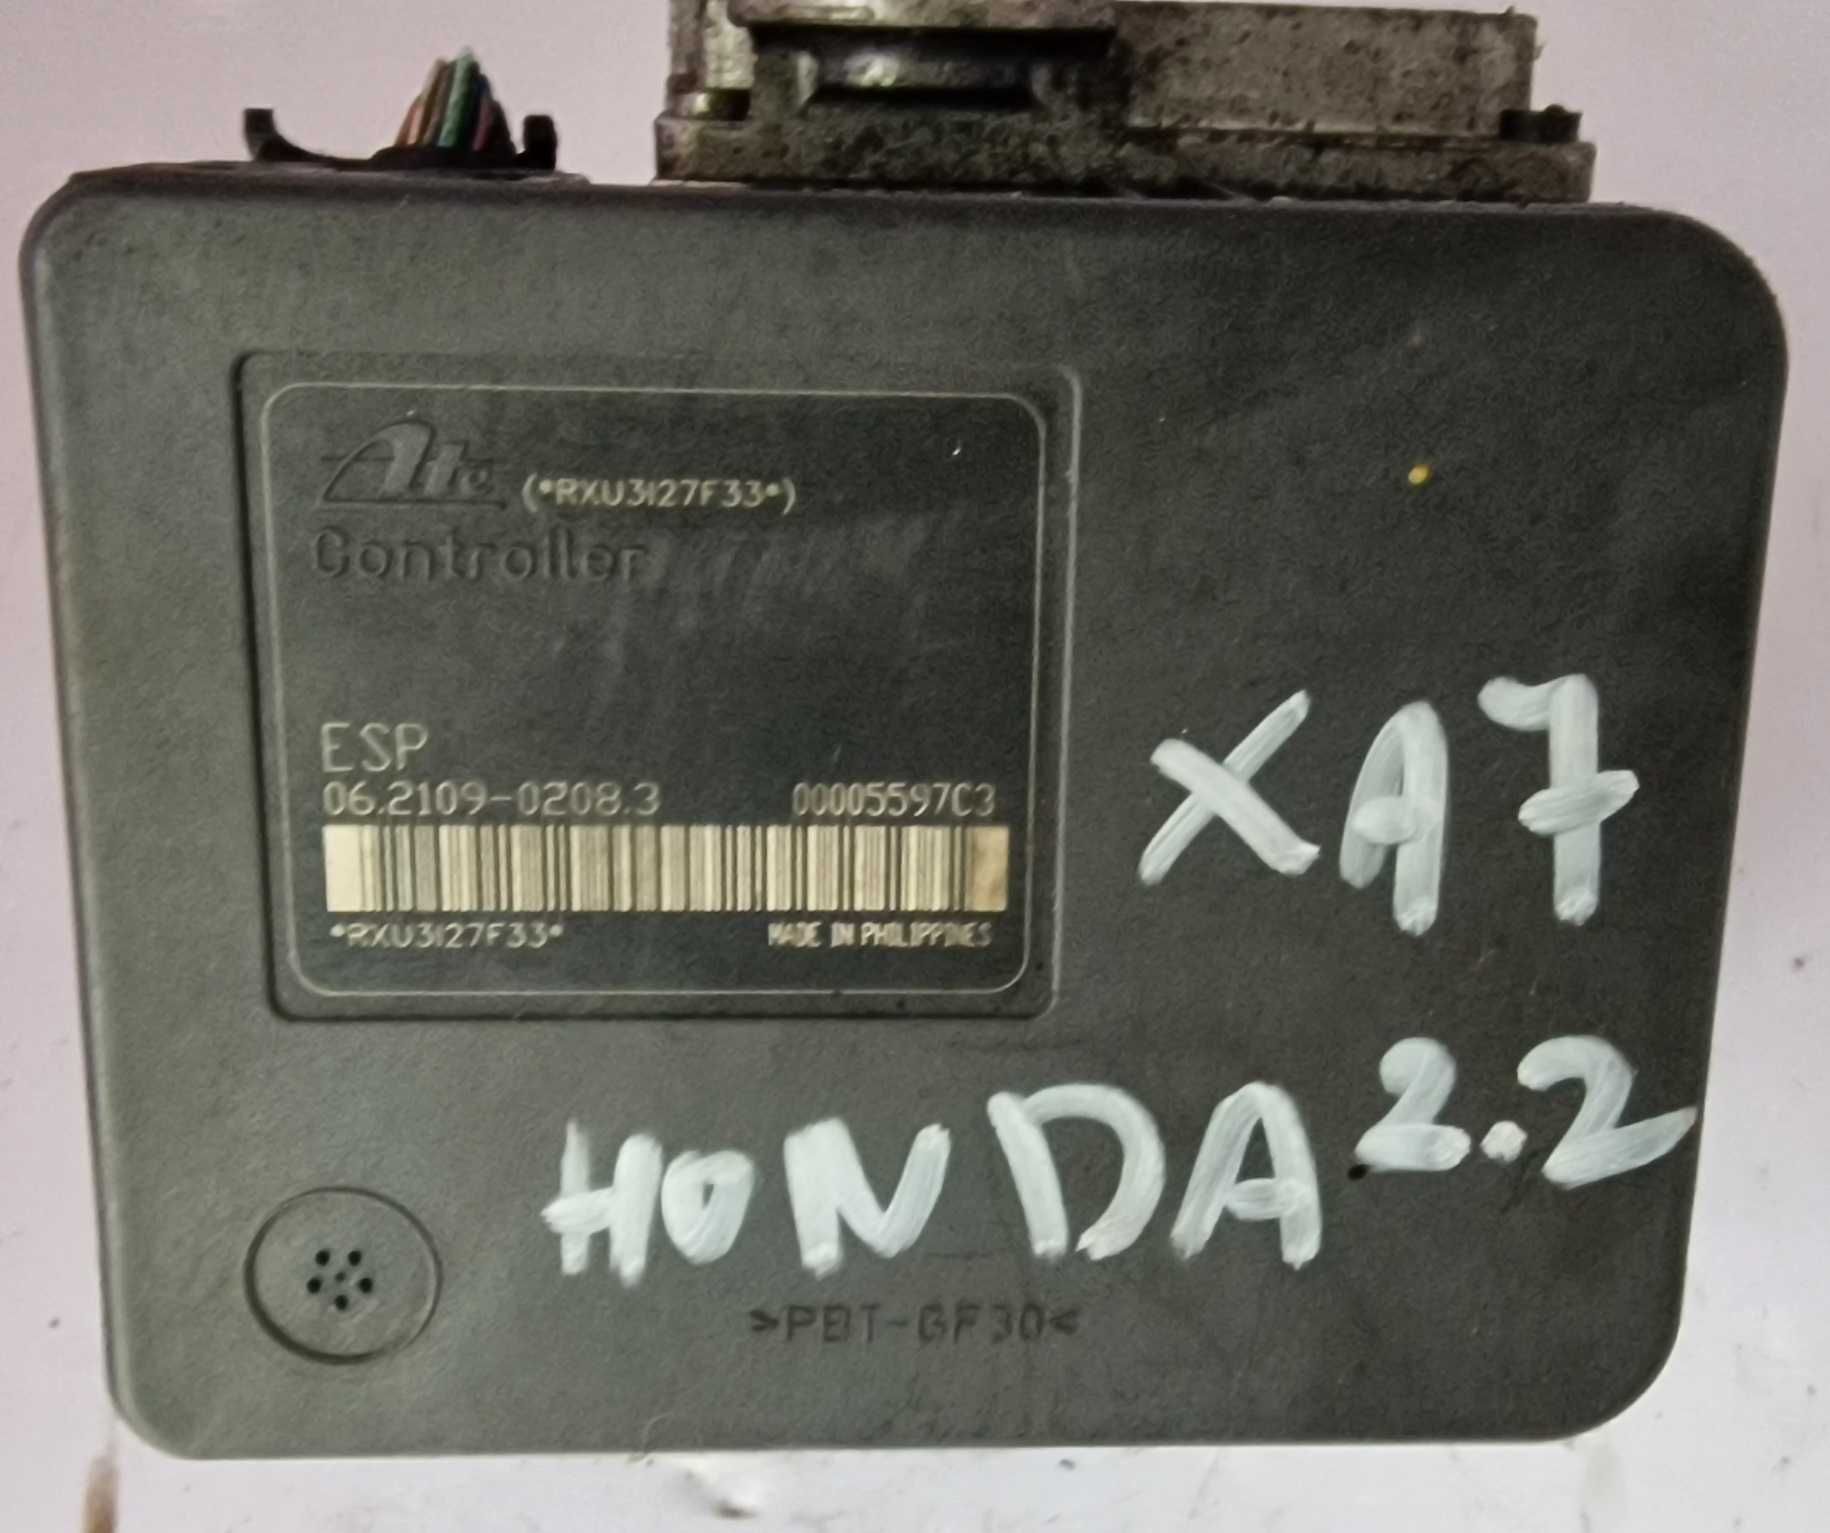 Ate (*RXU3127F33*)
Controller
ESP
06.2109-0208.3 00005597C3
*RXU3127F33* MADE IN PHILIPPINES
XA7
HONDA 2.2
>PBT-GF30<